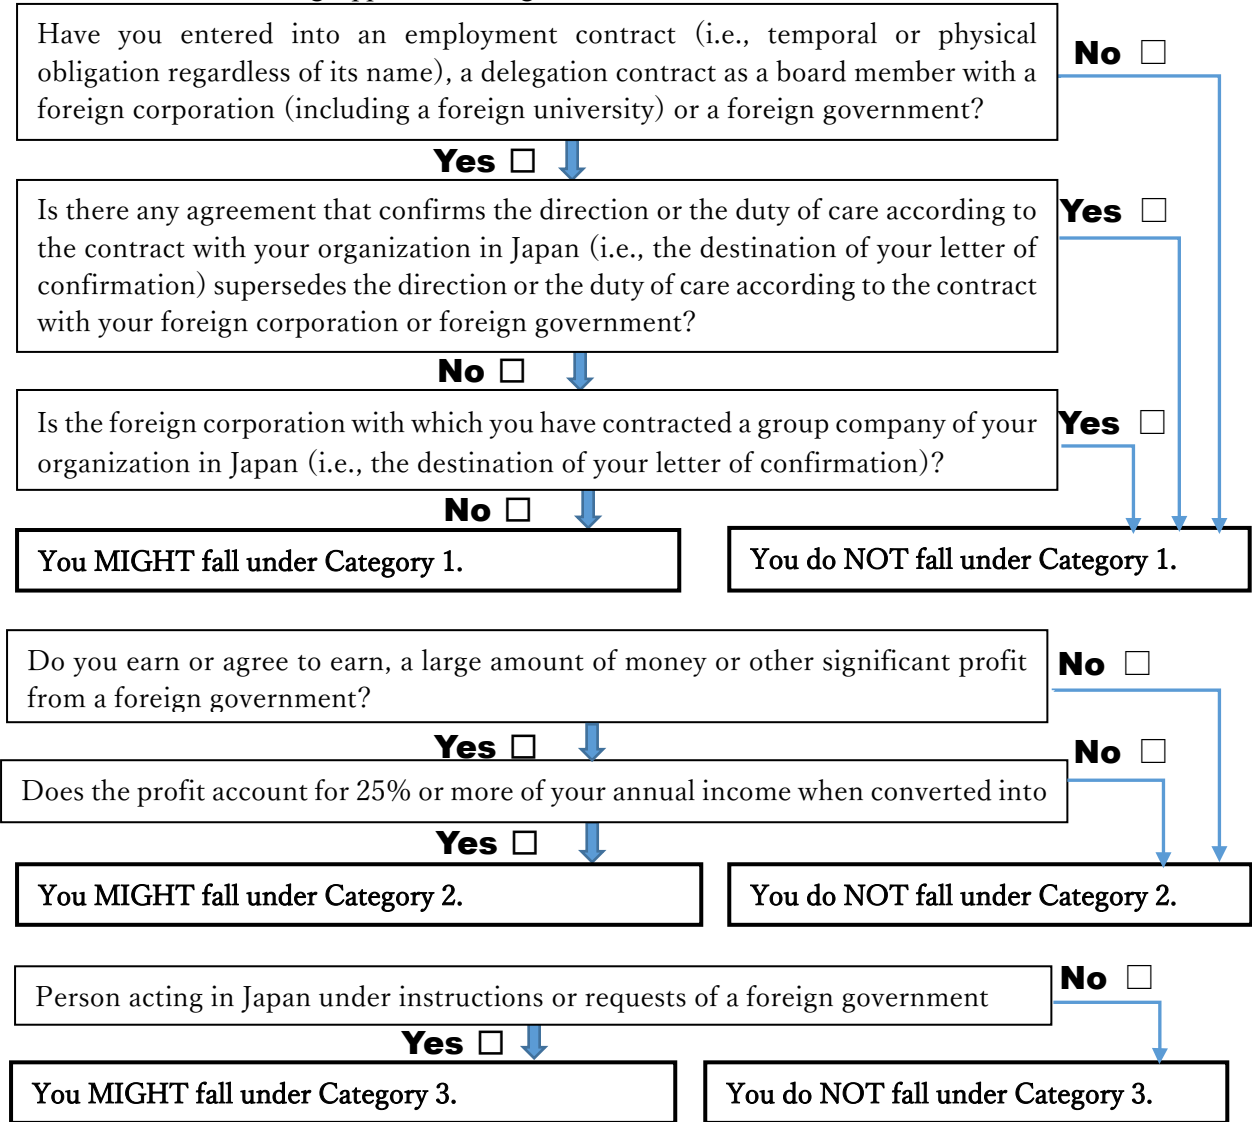 Have you entered into an employment contract (i.e., temporal or physical
obligation regardless of its name), a delegation contract as a board member with a
foreign corporation (including a foreign university) or a foreign government?
No ☐
Yes ☐
Is there any agreement that confirms the direction or the duty of care according to
the contract with your organization in Japan (i.e., the destination of your letter of
confirmation) supersedes the direction or the duty of care according to the contract
with your foreign corporation or foreign government?
Yes ☐
No ☐
Is the foreign corporation with which you have contracted a group company of your
organization in Japan (i.e., the destination of your letter of confirmation)?
Yes ☐
No ☐
You MIGHT fall under Category 1.
You do NOT fall under Category 1.
Do you earn or agree to earn, a large amount of money or other significant profit
from a foreign government?
No ☐
Yes ☐
Does the profit account for 25% or more of your annual income when converted into
No ☐
Yes ☐
You MIGHT fall under Category 2.
You do NOT fall under Category 2.
Person acting in Japan under instructions or requests of a foreign government
No ☐
Yes ☐
You MIGHT fall under Category 3.
You do NOT fall under Category 3.